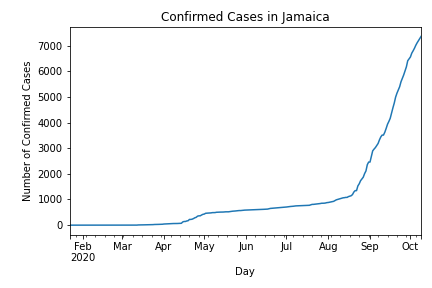 Confirmed Cases in Jamaica
Number of Confirmed Cases
7000
6000
5000
4000
3000
2000
1000
0
Feb Mar Apr May Jun Jul Aug Sep Oct
2020
Day